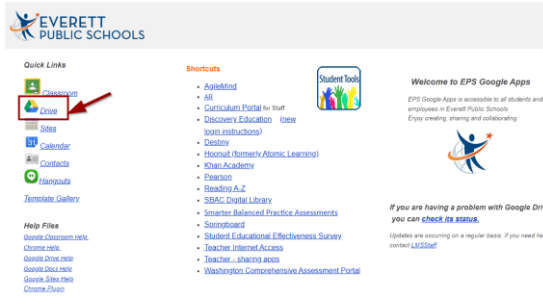 EVERETT
PUBLIC SCHOOLS
Quick Links
Classroom
Drive
Sites
31
Calendar
Contacts
Hangouts
Template Gallery
Help Files
Google Classroom Help
Chrome Help
Google Drive Help
Google Docs Help
Google Sites Help
Chrome Plugin
Shortcuts
Student Tools
AgileMind
AR
Curriculum Portal for Staff
Discovery Education (new
login instructions)
Destiny
Hoonuit (formerly Atomic Learning)
Khan Academy
Pearson
Reading A-Z
SBAC Digital Library
Smarter Balanced Practice Assessments
Springboard
Student Educational Effectiveness Survey
Teacher Internet Access
Teacher - sharing apps
Washington Comprehensive Assessment Portal
Welcome to EPS Google Apps
EPS Google Apps is accessible to all students and
employees in Everett Public Schools.
Enjoy creating, sharing and collaborating.
If you are having a problem with Google Dri
you can check its status.
Updates are occurring on a regular basis. If you need he
contact LMSStaff